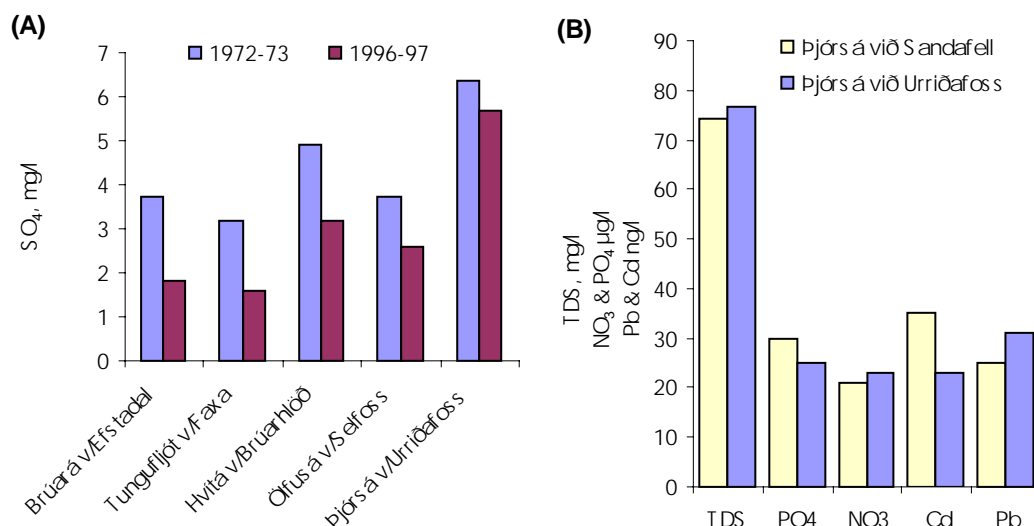 (A)
1972-73
1996-97
7
6
5
4
3
2
1
0
SO4, mg/l
Brúará v/Efstadal
Tungufljót v/Faxa
Hvítá v/Brúarhlöð
Ölfusá v/Selfoss
Þjórsá v/Urriðafoss
(B)
Þjórsá við Sandafell
Þjórsá við Urriðafoss
90
80
70
60
50
40
30
20
10
0
TDS, mg/l
NO3 & PO4 µg/l
Pb & Cd ng/l
TDS
PO4
NO3
Cd
Pb